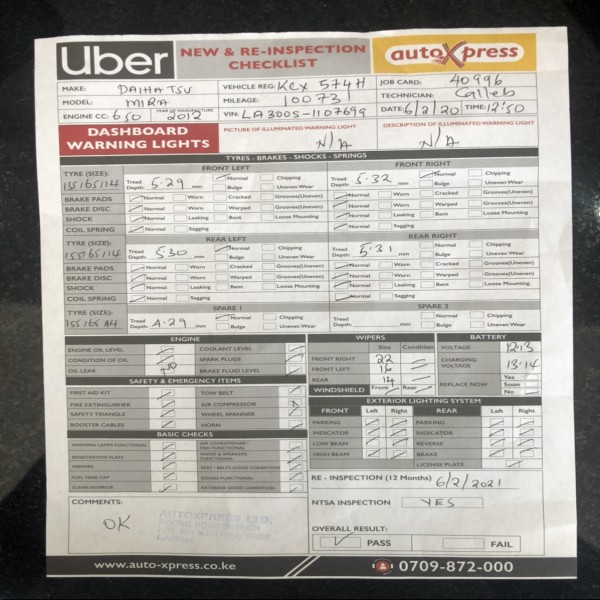 Uber NEW & RE-INSPECTION CHECKLIST autoXpress
MAKE: DAIHATSU VEHICLE REG: KCX 574H JOB CARD: 40996
MODEL: MIRA MILEAGE: 10073 TECHNICIAN: Calleb
ENGINE CC: 650 YEAR OF MANUFACTURE 2012 VIN: LA300S-1107699 DATE: 6/2/20 TIME: 12:50
DASHBOARD WARNING LIGHTS PICTURE OF ILLUMINATED WARNING LIGHT N/A DESCRIPTION OF ILLUMINATED WARNING LIGHT N/A
TYRES - BRAKES - SHOCKS - SPRINGS
FRONT LEFT FRONT RIGHT
TYRE (SIZE): 155165114 Tread Depth: 5.29 mm Normal Chipping Bulge Uneven Wear Tread Depth: 5.32 mm Normal Chipping Bulge Uneven Wear
BRAKE PADS Normal Worn Cracked Grooves(Uneven) Normal Worn Cracked Grooves(Uneven)
BRAKE DISC Normal Worn Warped Grooves(Uneven) Normal Worn Warped Grooves(Uneven)
SHOCK Normal Leaking Bent Loose Mounting Normal Leaking Bent Loose Mounting
COIL SPRING Normal Sagging Normal Sagging
REAR LEFT REAR RIGHT
TYRE (SIZE): 155165114 Tread Depth: 530 mm Normal Chipping Bulge Uneven Wear Tread Depth: 5.31 mm Normal Chipping Bulge Uneven Wear
BRAKE PADS Normal Worn Cracked Grooves(Uneven) Normal Worn Cracked Grooves(Uneven)
BRAKE DISC Normal Worn Warped Grooves(Uneven) Normal Worn Warped Grooves(Uneven)
SHOCK Normal Leaking Bent Loose Mounting Normal Leaking Bent Loose Mounting
COIL SPRING Normal Sagging Normal Sagging
SPARE 1 SPARE 2
TYRE (SIZE): 155165114 Tread Depth: 4.29 mm Normal Chipping Bulge Uneven Wear Tread Depth: mm Normal Chipping Bulge Uneven Wear
ENGINE WIPERS BATTERY
ENGINE OIL LEVEL COOLANT LEVEL Size Condition VOLTAGE 12.3
CONDITION OF OIL SPARK PLUGS FRONT RIGHT 22 CHARGING VOLTAGE 13.14
OIL LEAK NO BRAKE FLUID LEVEL FRONT LEFT 16
REAR 14 REPLACE NOW Yes Soon No
WINDSHIELD Front Rear
SAFETY & EMERGENCY ITEMS EXTERIOR LIGHTING SYSTEM
FIRST AID KIT TOW BELT FRONT Left Right REAR Left Right
FIRE EXTINGUISHER AIR COMPRESSOR X PARKING PARKING
SAFETY TRIANGLE WHEEL SPANNER INDICATOR INDICATOR
BOOSTER CABLES HORN LOW BEAM REVERSE
BASIC CHECKS HIGH BEAM BRAKE
WARNING LAMPS FUNCTIONAL AIR CONDITIONER / FAN FUNCTIONAL LICENSE PLATE
REGISTRATION PLATE RADIO & SPEAKERS FUNCTIONAL
MIRRORS SEAT / BELTS GOOD CONDITION RE - INSPECTION (12 Months) 6/2/2021
FUEL TANK CAP DOORS FUNCTIONAL
CLEAN INTERIOR EXTERIOR GOOD CONDITION NTSA INSPECTION YES
COMMENTS: OK
AUTOXPRESS LTD.
OVERALL RESULT:
PASS FAIL
www.auto-xpress.co.ke 0709-872-000